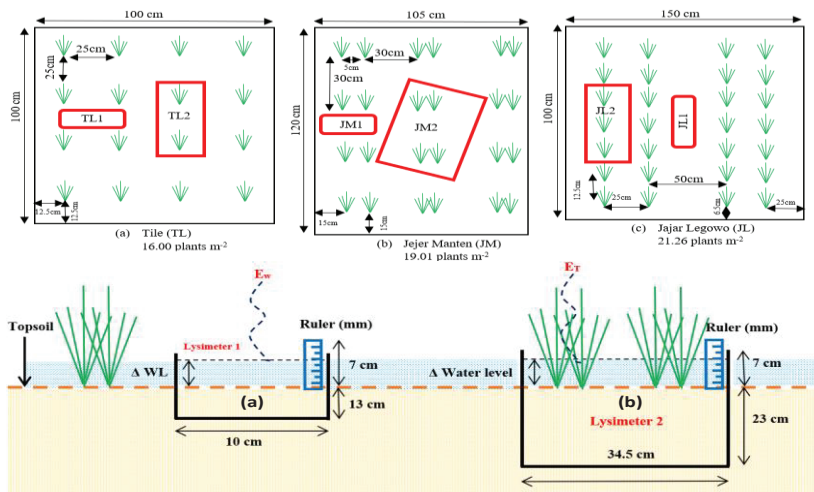 100 cm
105 cm
150 cm
100 cm
25cm
25cm
TL1
TL2
12.5cm
12.5cm
(a) Tile (TL)
16.00 plants m-2
120 cm
5cm
30cm
30cm
JM1
JM2
15cm
15cm
(b) Jejer Manten (JM)
19.01 plants m-2
100 cm
JL2
JL1
12.5cm
25cm
50cm
6.5cm
25cm
(c) Jajar Legowo (JL)
21.26 plants m-2
Ew
Topsoil
Lysimeter 1
Ruler (mm)
7 cm
Δ WL
(a)
13 cm
10 cm
ET
Ruler (mm)
7 cm
Δ Water level
(b)
Lysimeter 2
23 cm
34.5 cm